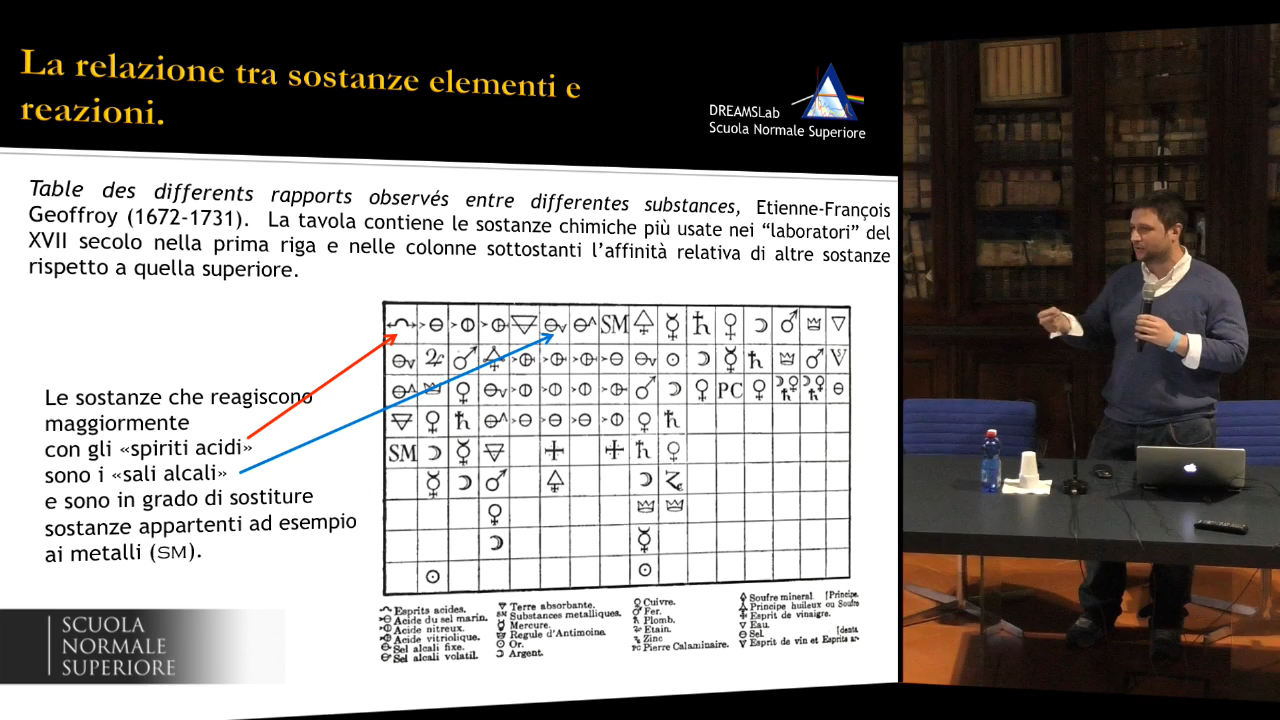 La relazione tra sostanze elementi e
reazioni.
DREAMSLab
Scuola Normale Superiore
Table des differents rapports observés entre differentes substances, Etienne-François
Geoffroy (1672-1731). La tavola contiene le sostanze chimiche più usate nei “laboratori” del
XVII secolo nella prima riga e nelle colonne sottostanti l’affinità relativa di altre sostanze
rispetto a quella superiore.
Le sostanze che reagiscono
maggiormente
con gli «spiriti acidi»
sono i «sali alcali»
e sono in grado di sostiture
sostanze appartenti ad esempio
ai metalli (SM).
SM
PC
SM
Esprits acides.
Acide du sel marin.
Acide nitreux.
Acide vitriolique.
Sel alcali fixe.
Sel alcali volatil.
Terre absorbante.
SM Substances metalliques.
Mercure.
Regule d'Antimoine.
Or.
Argent.
Cuivre.
Fer.
Plomb.
Etain.
Zinc
PC Pierre Calaminaire.
Soufre mineral [Principe.
Principe huileux ou Soufre
Esprit de vinaigre.
Eau.
Sel. [dents
Esprit de vin et Esprits ar-
SCUOLA
NORMALE
SUPERIORE